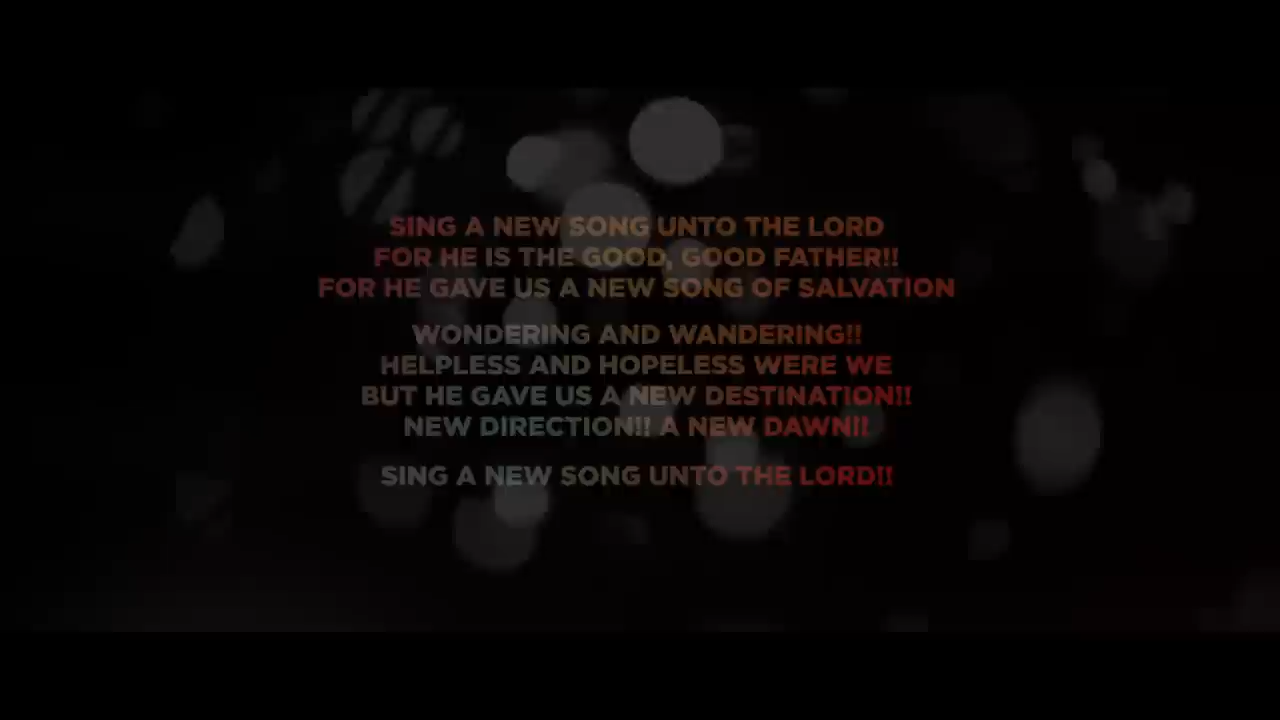 SING A NEW SONG UNTO THE LORD
FOR HE IS THE GOOD, GOOD FATHER!!
FOR HE GAVE US A NEW SONG OF SALVATION
WONDERING AND WANDERING!!
HELPLESS AND HOPELESS WERE WE
BUT HE GAVE US A NEW DESTINATION!!
NEW DIRECTION!! A NEW DAWN!!
SING A NEW SONG UNTO THE LORD!!